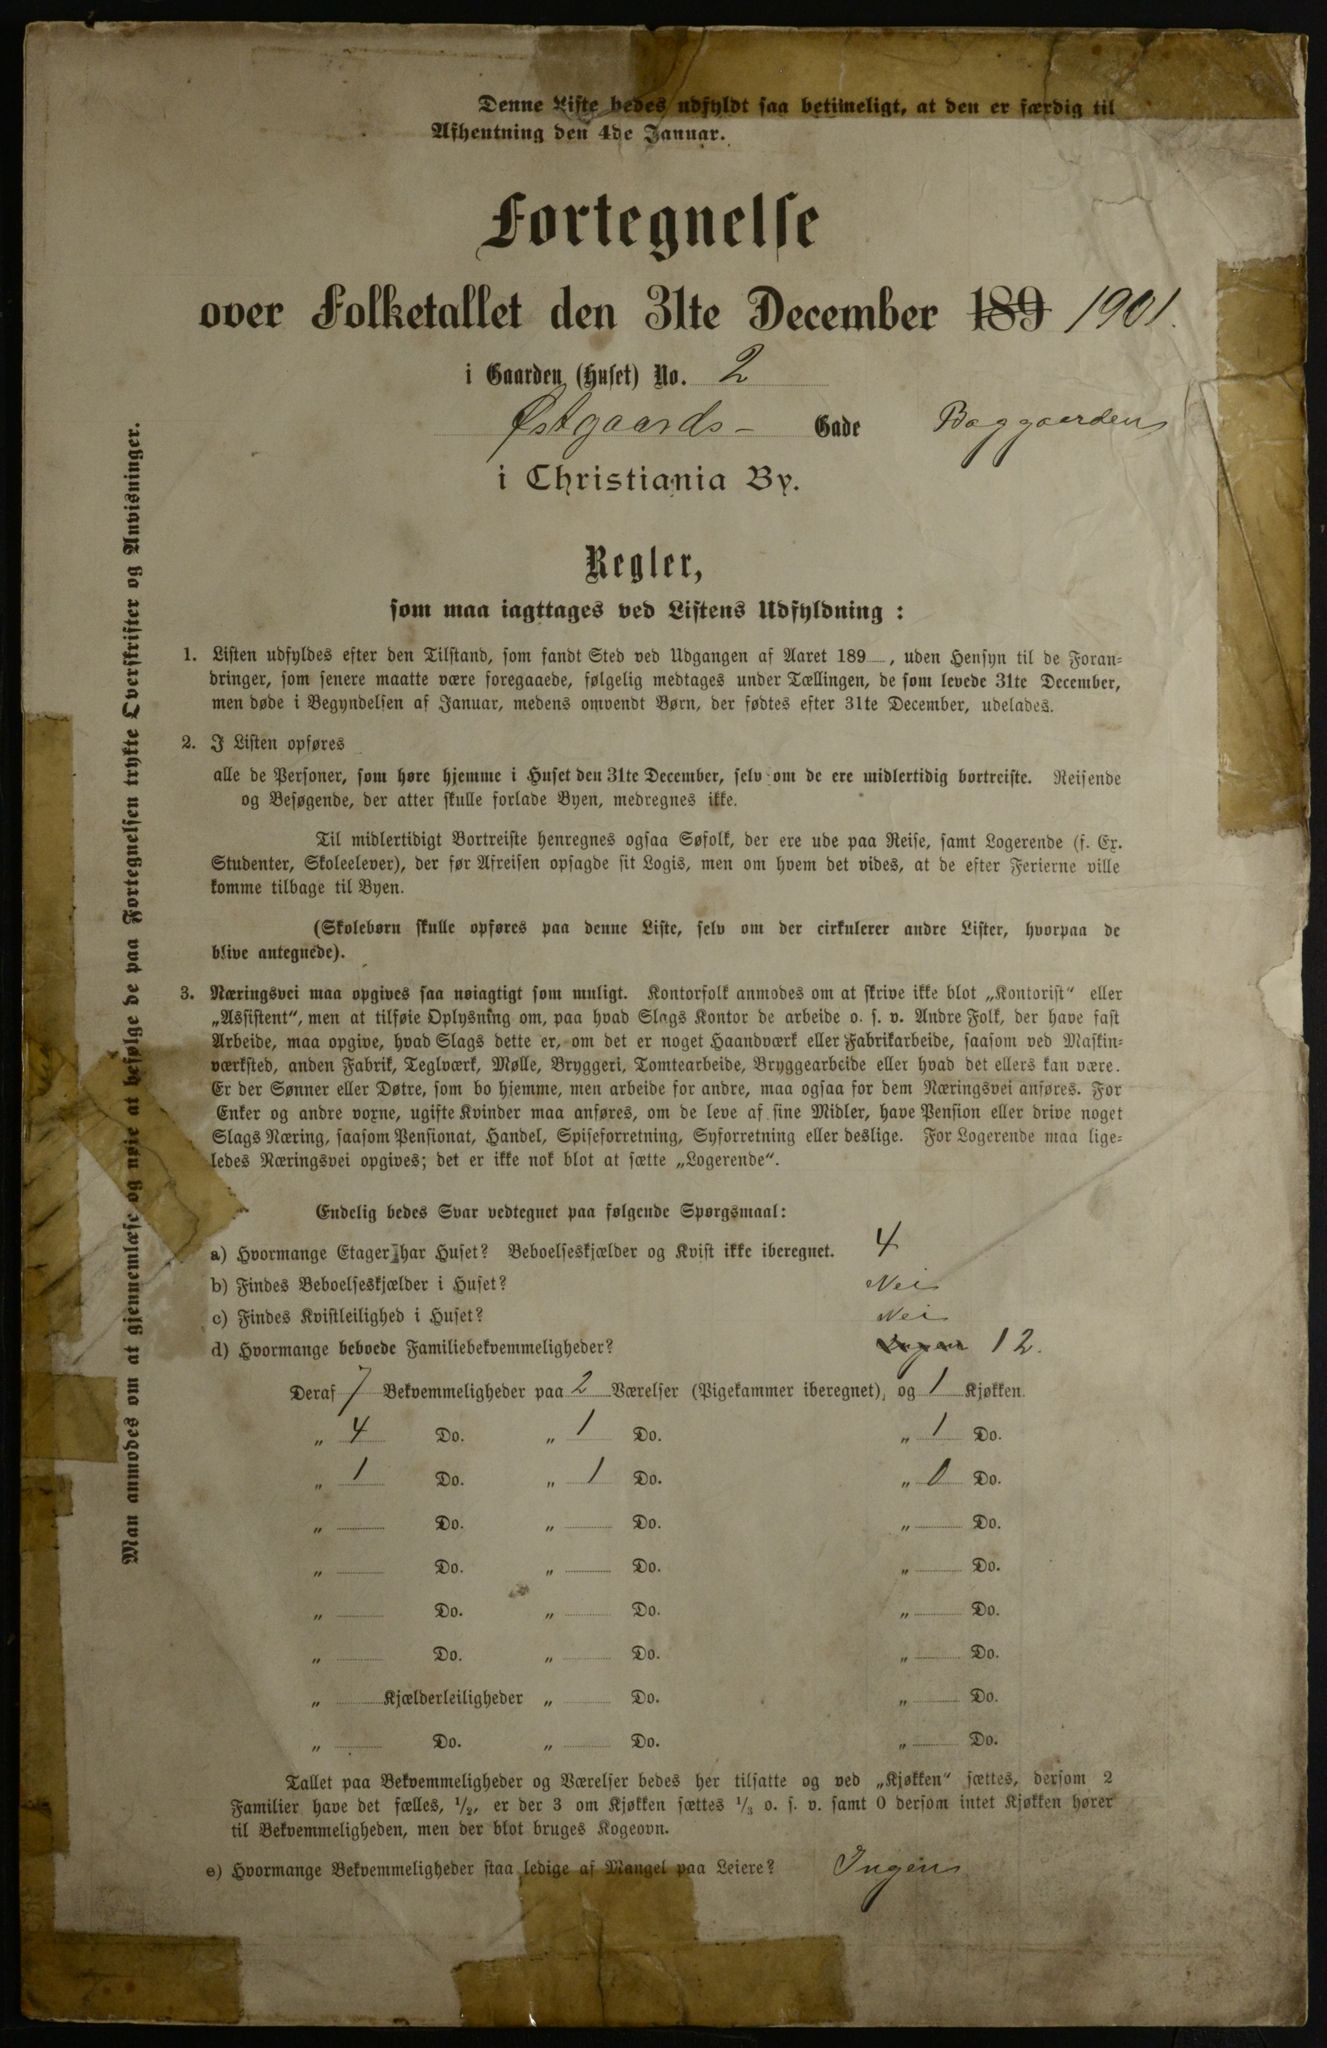 Denne Liste bedes udfyldt saa betimeligt, at den er færdig til
Afhentning den 4de Januar.
Fortegnelse
over Folketallet den 31te December 189 1901.
i Gaarden (Huset) No. 2
Østgaards- Gade Baggaarden
i Christiania By.
Regler,
som maa iagttages ved Listens Udfyldning:
1. Listen udfyldes efter den Tilstand, som fandt Sted ved Udgangen af Aaret 189 , uden Hensyn til de Foran-
dringer, som senere maatte være foregaaede, følgelig medtages under Tællingen, de som levede 31te December,
men døde i Begyndelsen af Januar, medens omvendt Børn, der fødtes efter 31te December, udelades.
2. I Listen opføres
alle de Personer, som høre hjemme i Huset den 31te December, selv om de ere midlertidig bortreiste. Reisende
og Besøgende, der atter skulle forlade Byen, medregnes ikke.
Til midlertidigt Bortreiste henregnes ogsaa Søfolk, der ere ude paa Reise, samt Logerende (f. Ex.
Studenter, Skoleelever), der før Afreisen opsagde sit Logis, men om hvem det vides, at de efter Ferierne ville
komme tilbage til Byen.
(Skolebørn skulle opføres paa denne Liste, selv om der cirkulerer andre Lister, hvorpaa de
blive antegnede).
3. Næringsvei maa opgives saa nøiagtigt som muligt. Kontorfolk anmodes om at skrive ikke blot „Kontorist" eller
„Assistent", men at tilføie Oplysning om, paa hvad Slags Kontor de arbeide o. s. v. Andre Folk, der have fast
Arbeide, maa opgive, hvad Slags dette er, om det er noget Haandværk eller Fabrikarbeide, saasom ved Maskin-
værksted, anden Fabrik, Teglværk, Mølle, Bryggeri, Tomtearbeide, Bryggearbeide eller hvad det ellers kan være.
Er der Sønner eller Døtre, som bo hjemme, men arbeide for andre, maa ogsaa for dem Næringsvei anføres. For
Enker og andre voxne, ugifte Kvinder maa anføres, om de leve af sine Midler, have Pension eller drive noget
Slags Næring, saasom Pensionat, Handel, Spiseforretning, Syforretning eller deslige. For Logerende maa lige-
ledes Næringsvei opgives; det er ikke nok blot at sætte „Logerende".
Endelig bedes Svar vedtegnet paa følgende Spørgsmaal:
a) Hvormange Etager har Huset? Beboelseskjælder og Kvist ikke iberegnet. 4
b) Findes Beboelseskjælder i Huset? Nei
c) Findes Kvistleilighed i Huset? Nei
d) Hvormange beboede Familiebekvemmeligheder? Ingen 12.
Deraf 7 Bekvemmeligheder paa 2 Værelser (Pigekammer iberegnet), og 1 Kjøkken
„ 4 Do. „ 1 Do. „ 1 Do.
„ 1 Do. „ 1 Do. „ 0 Do.
„ Do. „ Do. „ Do.
„ Do. „ Do. „ Do.
„ Do. „ Do. „ Do.
„ Do. „ Do. „ Do.
„ Kjælderleiligheder „ Do. „ Do.
„ Do. „ Do. „ Do.
Tallet paa Bekvemmeligheder og Værelser bedes her tilsatte og ved „Kjøkken" sættes, dersom 2
Familier have det fælles, 1/2, er der 3 om Kjøkken sættes 1/3 o. s. v. samt 0 dersom intet Kjøkken hører
til Bekvemmeligheden, men der blot bruges Kogeovn.
e) Hvormange Bekvemmeligheder staa ledige af Mangel paa Leiere? Ingen
Man anmodes om at gjennemlæse og nøie at befølge de paa Fortegnelsen trykte Overskrifter og Anvisninger.